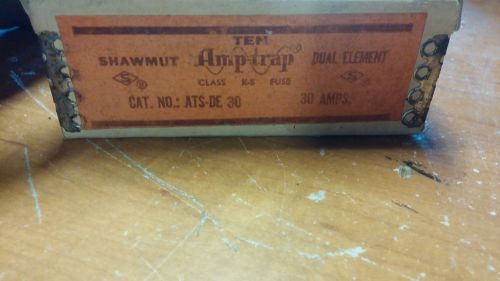 TEN
SHAWMUT Amp-trap® DUAL ELEMENT
CLASS K-5 FUSE
CAT. NO.: ATS-DE 30 30 AMPS.